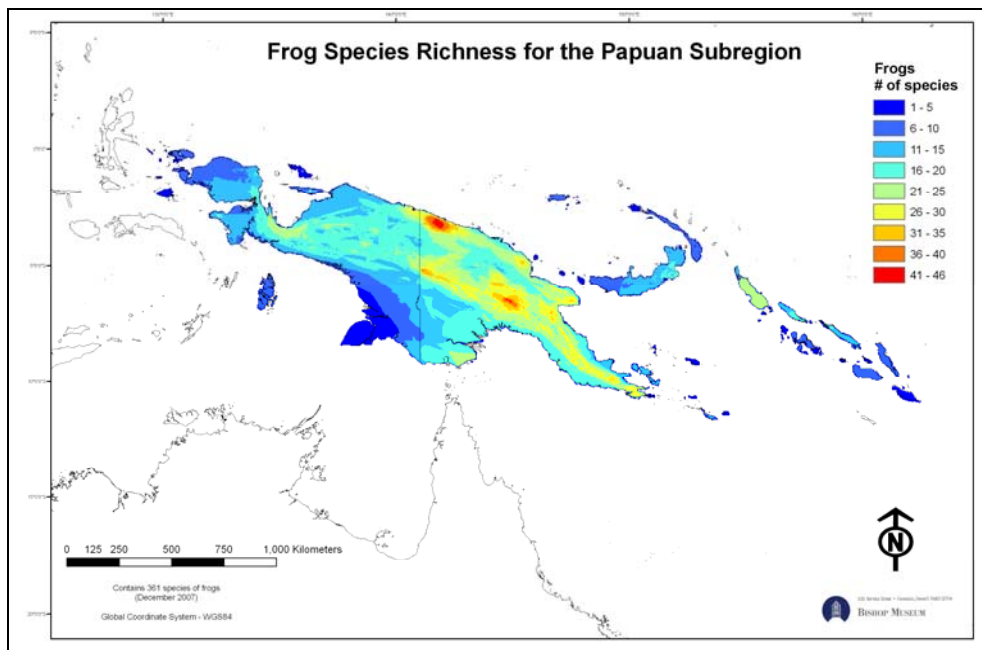 Frog Species Richness for the Papuan Subregion
Frogs
# of species
1 - 5
6 - 10
11 - 15
16 - 20
21 - 25
26 - 30
31 - 35
36 - 40
41 - 46
0 125 250 500 750 1,000 Kilometers
Contains 361 species of frogs
(December 2007)
Global Coordinate System - WGS84
N
BISHOP MUSEUM